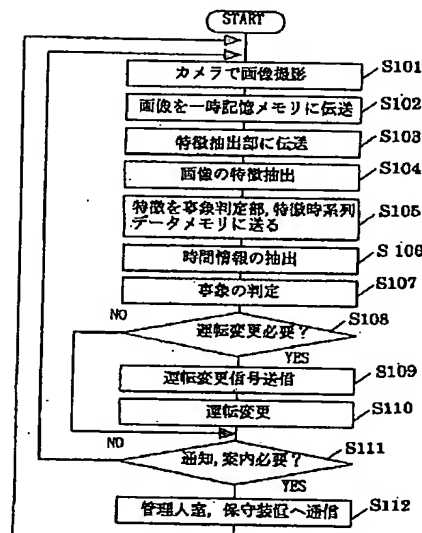 START
カメラで画像撮影
S101
画像を一時記憶メモリに伝送
S102
特徴抽出部に伝送
S103
画像の特徴抽出
S104
特徴を事象判定部,特徴時系列
データメモリに送る
S105
時間情報の抽出
S 106
事象の判定
S107
運転変更必要?
S108
NO
YES
運転変更信号送信
S109
運転変更
S110
通知,案内必要?
S111
NO
YES
管理人室,保守装置へ通信
S112